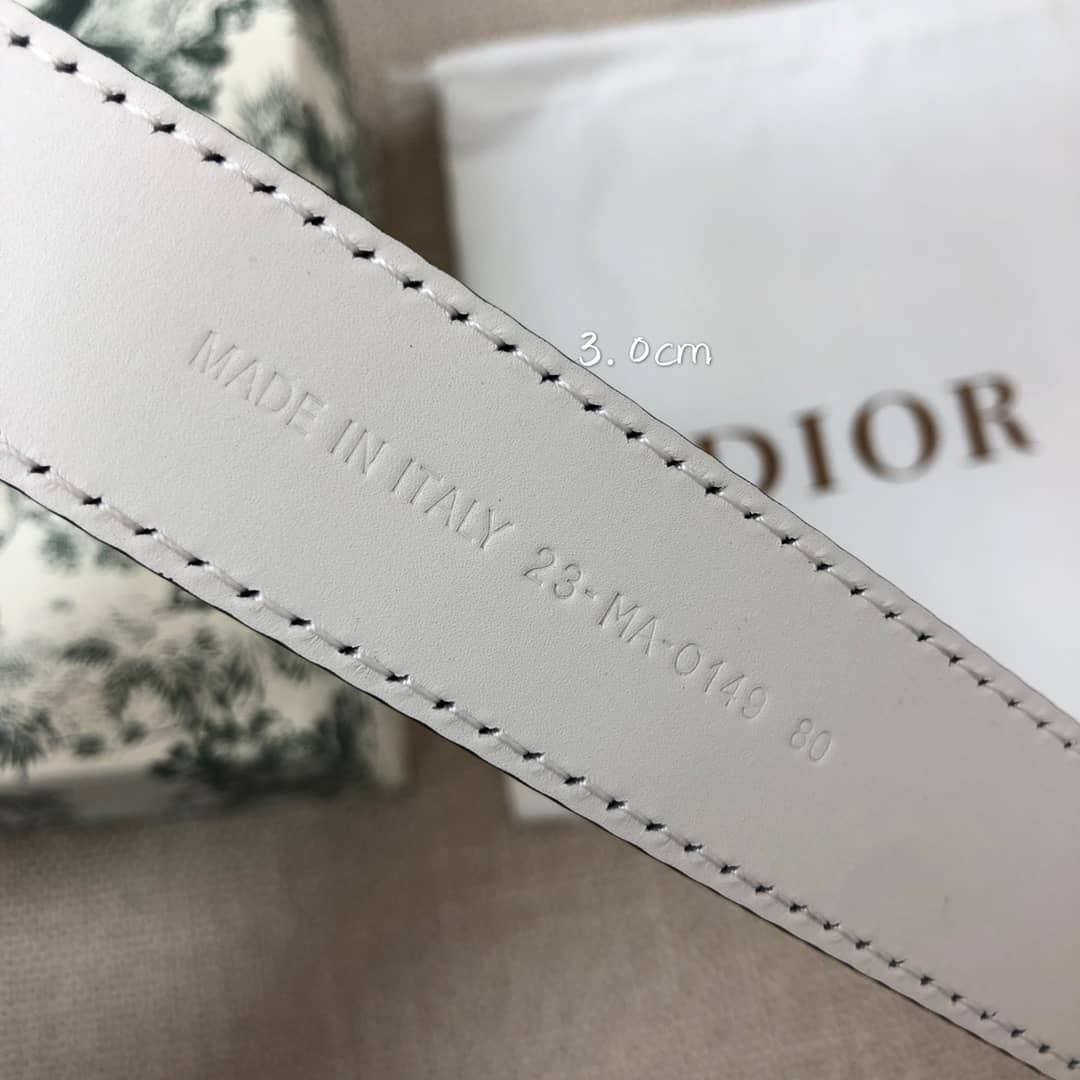 3.0cm
DIOR
MADE IN ITALY 23-MA-0149 80